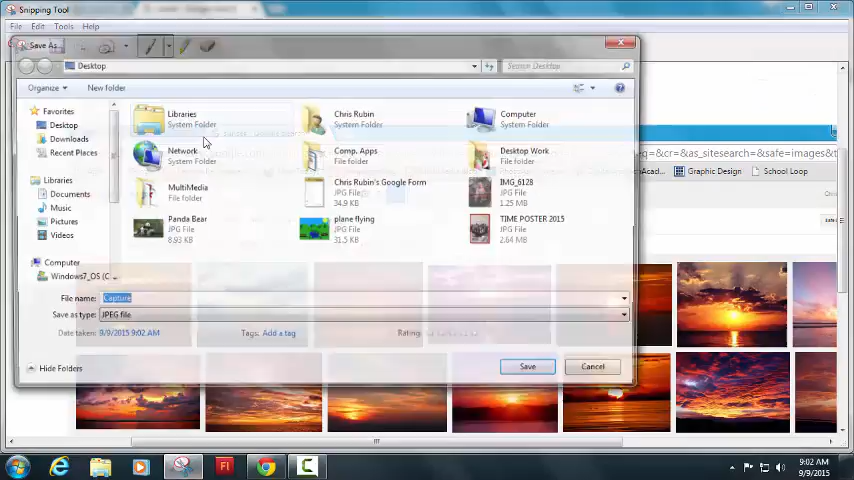 Snipping Tool
File Edit Tools Help
Save As
Desktop
Search Desktop
Organize New folder
Favorites
Desktop
Downloads
Recent Places
Libraries
Documents
Music
Pictures
Videos
Computer
Windows7_OS (C
Libraries
System Folder
Chris Rubin
System Folder
Computer
System Folder
Network
System Folder
Comp. Apps
File folder
Desktop Work
File folder
MultiMedia
File folder
Chris Rubin's Google Form
JPG File
34.9 KB
IMG_6128
JPG File
1.25 MB
Panda Bear
JPG File
8.93 KB
plane flying
JPG File
31.5 KB
TIME POSTER 2015
JPG File
2.64 MB
eg=&cr=&as_sitesearch=&safe=images&t
Graphic Design School Loop
File name: Capture
Save as type: JPEG file
Date taken: 9/9/2015 9:02 AM Tags: Add a tag Rating:
Hide Folders Save Cancel
9:02 AM
9/9/2015